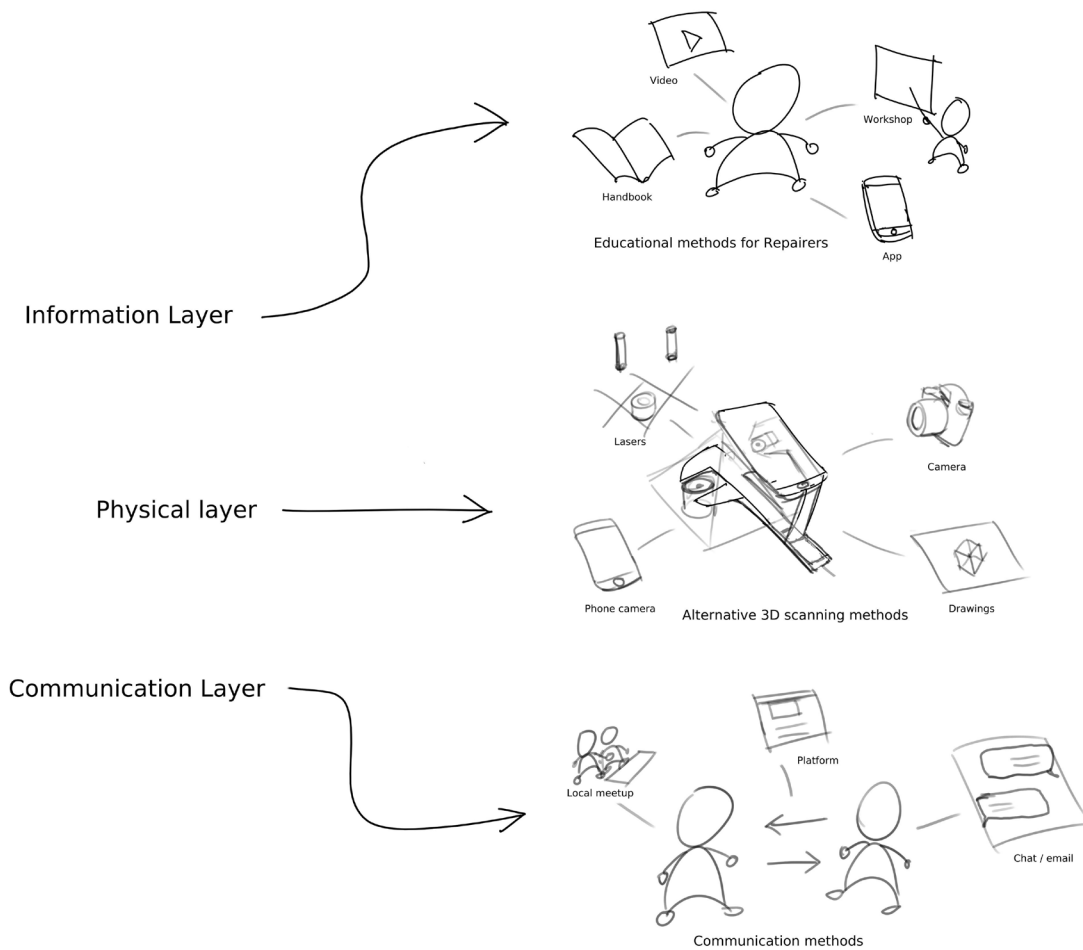 Video
Workshop
Handbook
Educational methods for Repairers
App
Information Layer
Lasers
Camera
Physical layer
Phone camera
Drawings
Alternative 3D scanning methods
Communication Layer
Platform
Local meetup
Chat / email
Communication methods